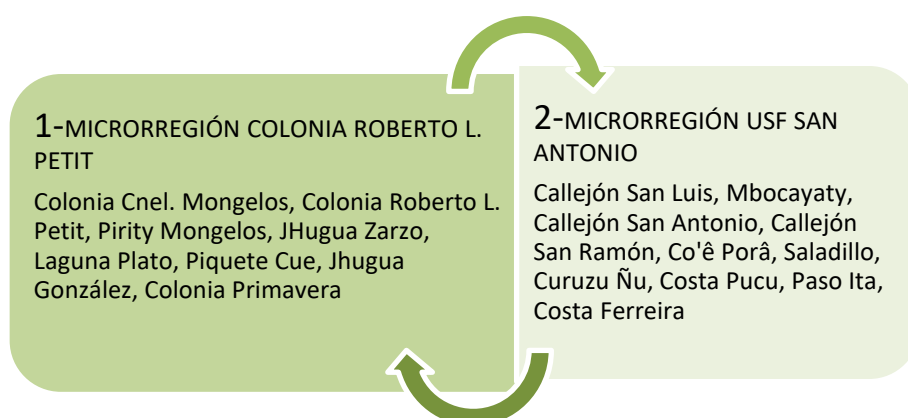 1-MICRORREGIÓN COLONIA ROBERTO L.
PETIT
Colonia Cnel. Mongelos, Colonia Roberto L.
Petit, Pirity Mongelos, JHugua Zarzo,
Laguna Plato, Piquete Cue, Jhugua
González, Colonia Primavera
2-MICRORREGIÓN USF SAN
ANTONIO
Callejón San Luis, Mbocayaty,
Callejón San Antonio, Callejón
San Ramón, Co'ê Porâ, Saladillo,
Curuzu Ñu, Costa Pucu, Paso Ita,
Costa Ferreira